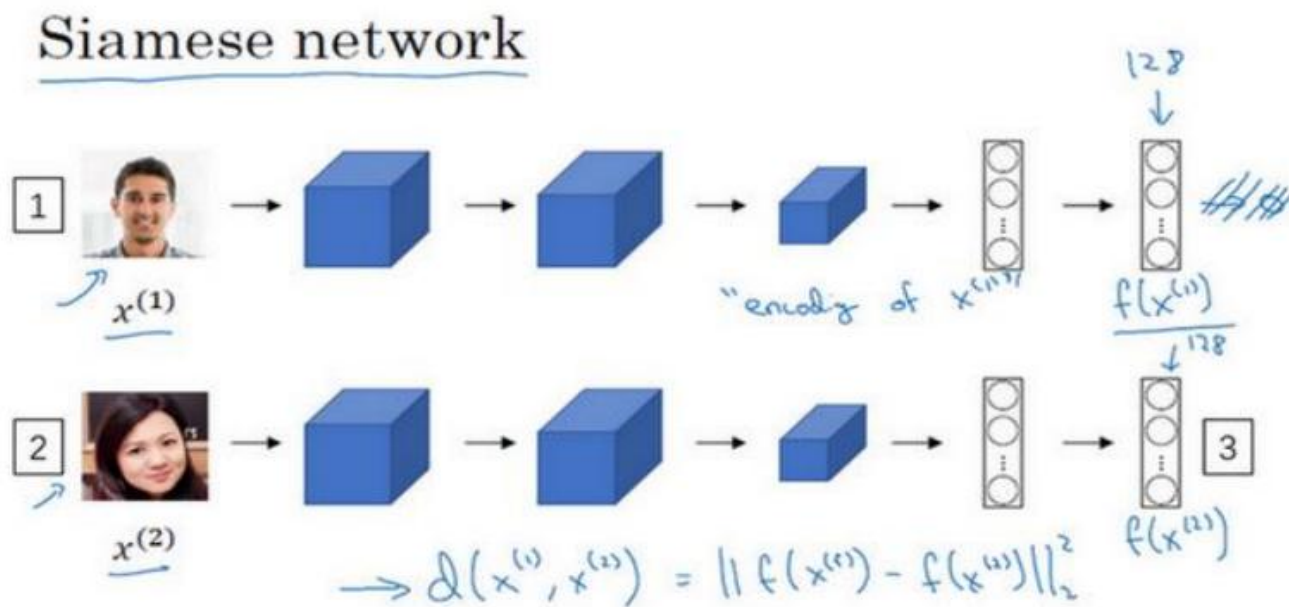 Siamese network
128
1
x^(1)
"encoding of x^(1)"
f(x^(1))
128
2
3
x^(2)
f(x^(2))
d(x^(1), x^(2)) = || f(x^(1)) - f(x^(2)) ||_2^2